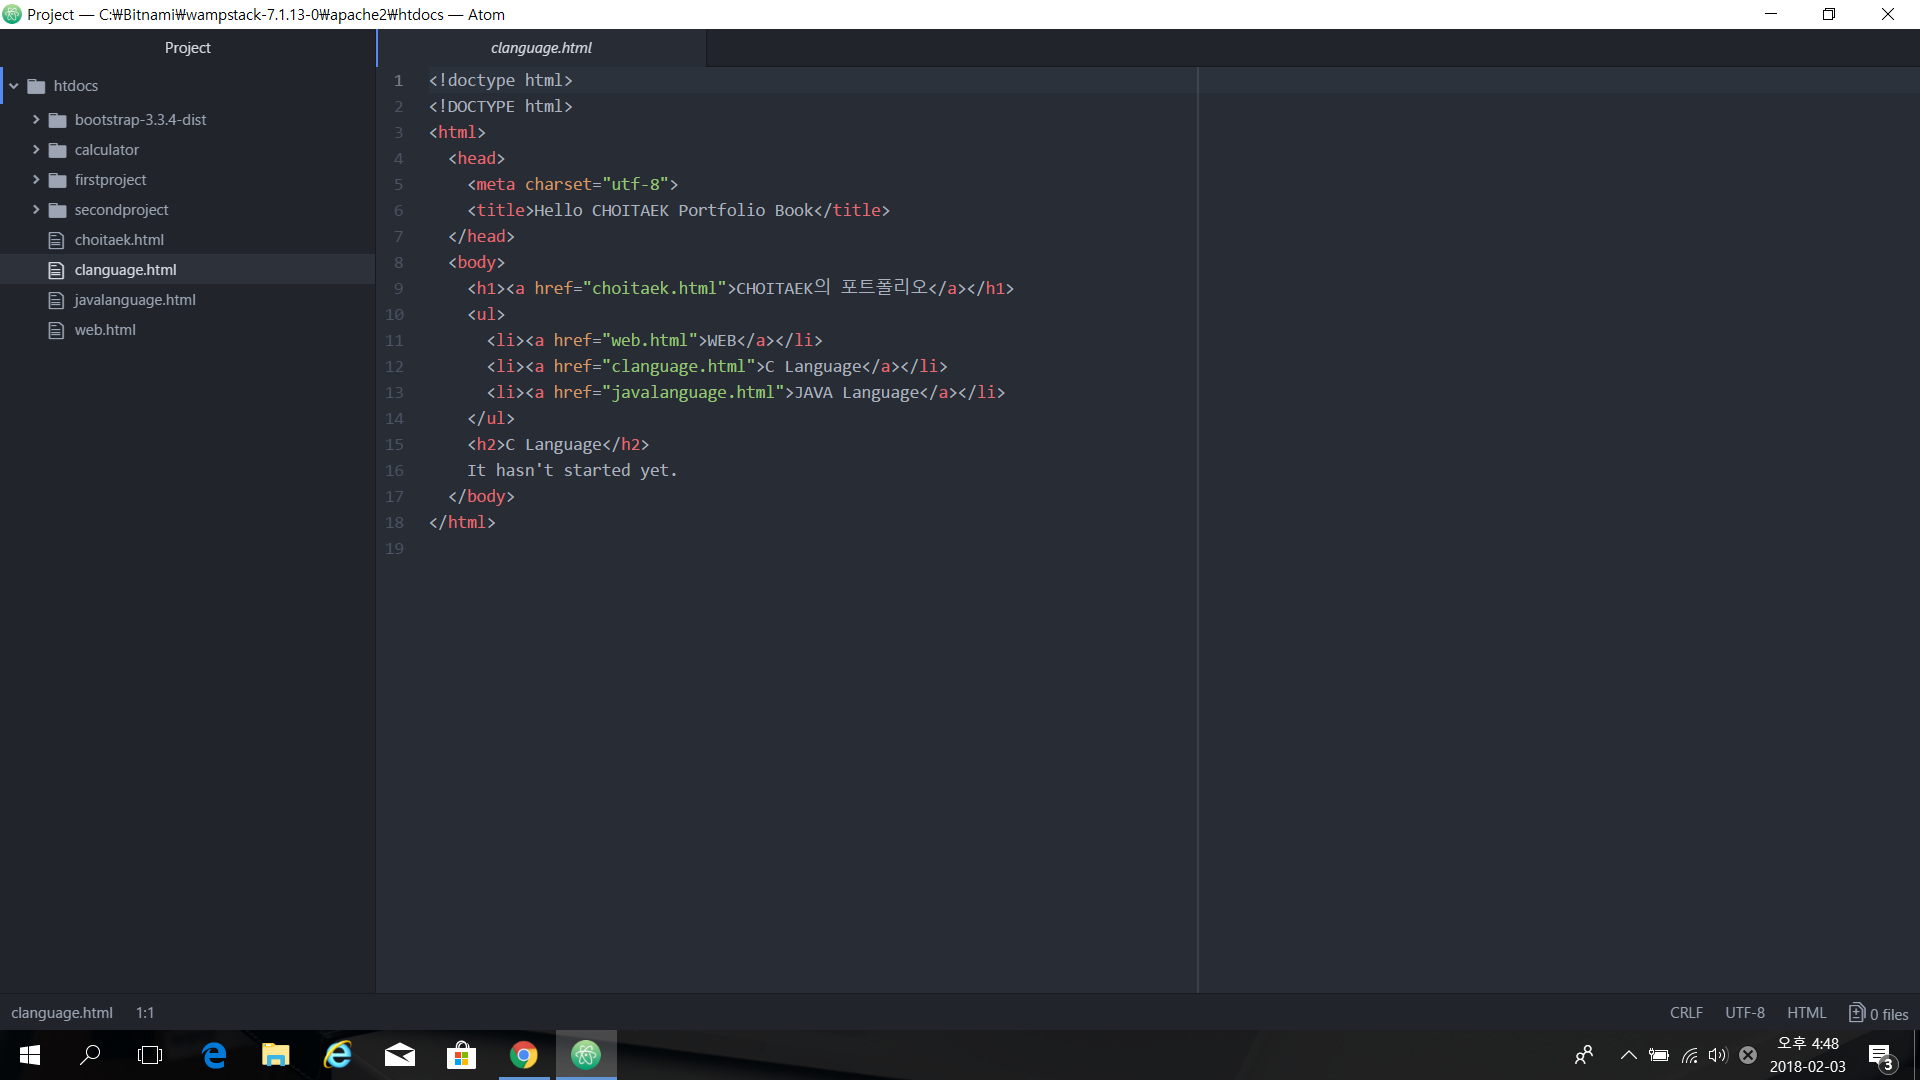 Project — C:₩Bitnami₩wampstack-7.1.13-0₩apache2₩htdocs — Atom
Project
clanguage.html
htdocs
bootstrap-3.3.4-dist
calculator
firstproject
secondproject
choitaek.html
clanguage.html
javalanguage.html
web.html
1 <!doctype html>
2 <!DOCTYPE html>
3 <html>
4   <head>
5     <meta charset="utf-8">
6     <title>Hello CHOITAEK Portfolio Book</title>
7   </head>
8   <body>
9     <h1><a href="choitaek.html">CHOITAEK의 포트폴리오</a></h1>
10     <ul>
11       <li><a href="web.html">WEB</a></li>
12       <li><a href="clanguage.html">C Language</a></li>
13       <li><a href="javalanguage.html">JAVA Language</a></li>
14     </ul>
15     <h2>C Language</h2>
16     It hasn't started yet.
17   </body>
18 </html>
19
clanguage.html 1:1 CRLF UTF-8 HTML 0 files
오후 4:48
2018-02-03
3